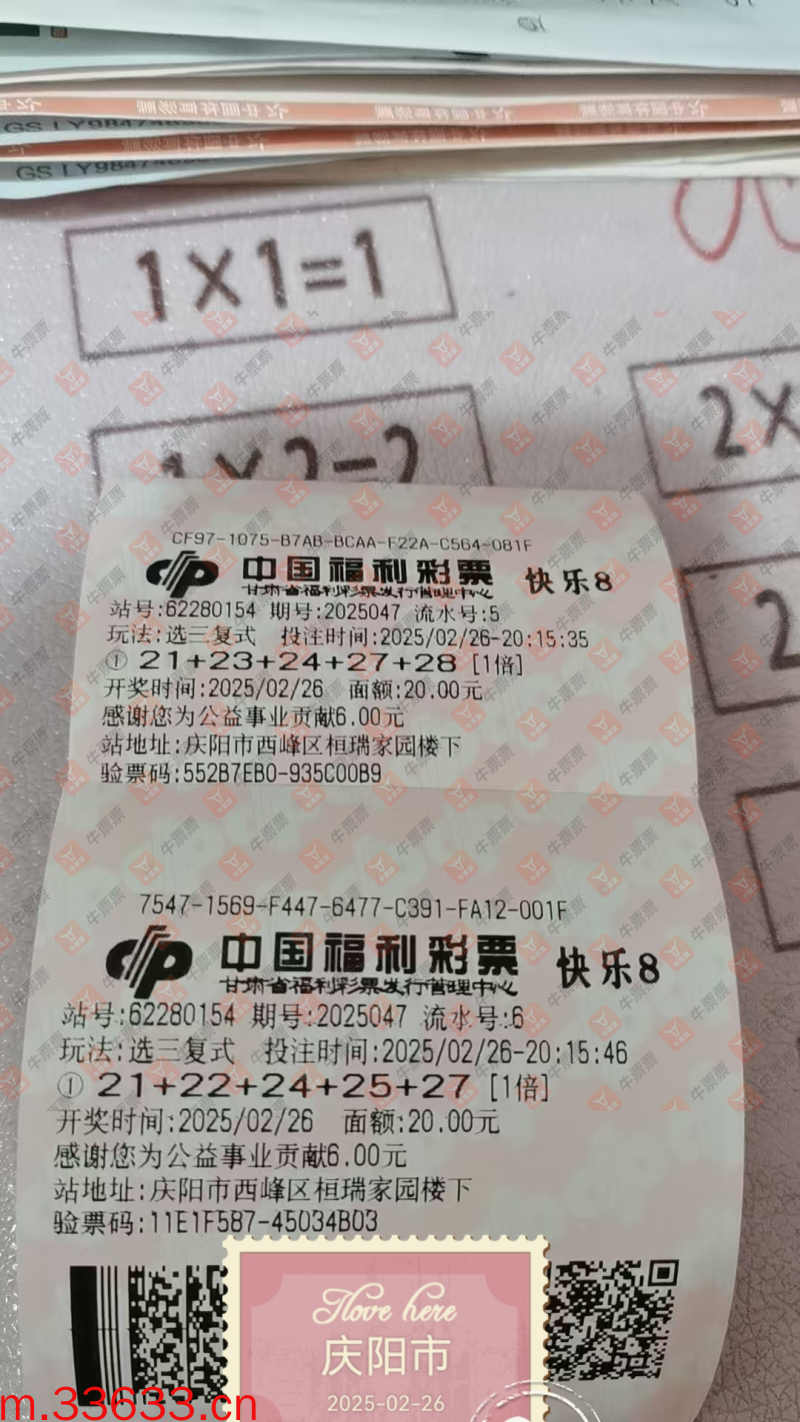 GS LY984746
GS LY984746
1×1=1
1×2=2
2×
2
CF97-1075-B7AB-BCAA-F22A-C564-081F
中国福利彩票 快乐8
甘肃省福利彩票发行管理中心
站号:62280154 期号:2025047 流水号:5
玩法:选三复式 投注时间:2025/02/26-20:15:35
① 21+23+24+27+28 [1倍]
开奖时间:2025/02/26 面额:20.00元
感谢您为公益事业贡献6.00元
站地址:庆阳市西峰区桓瑞家园楼下
验票码:552B7EB0-935C00B9
7547-1569-F447-6477-C391-FA12-001F
中国福利彩票 快乐8
甘肃省福利彩票发行管理中心
站号:62280154 期号:2025047 流水号:6
玩法:选三复式 投注时间:2025/02/26-20:15:46
① 21+22+24+25+27 [1倍]
开奖时间:2025/02/26 面额:20.00元
感谢您为公益事业贡献6.00元
站地址:庆阳市西峰区桓瑞家园楼下
验票码:11E1F587-45034B03
I love here
庆阳市
2025-02-26
m.33633.cn
牛票票